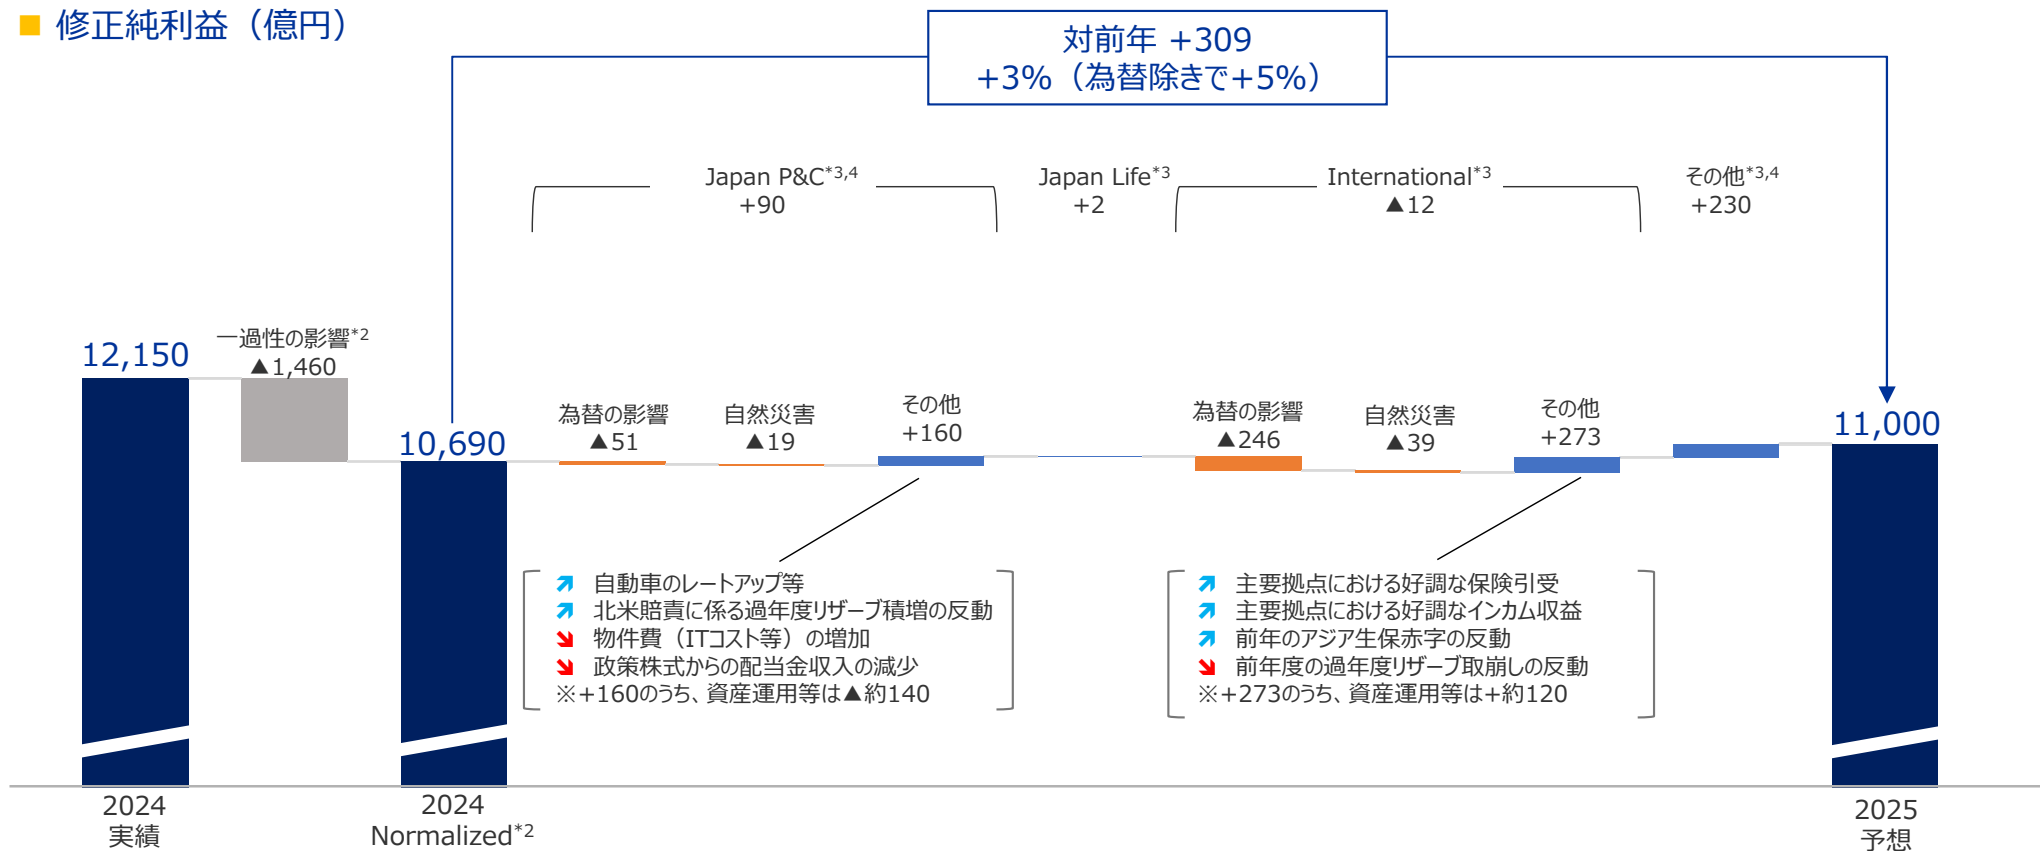 ■ 修正純利益（億円）
対前年 +309
+3%（為替除きで+5%）
Japan P&C*3,4
+90
Japan Life*3
+2
International*3
▲12
その他*3,4
+230
12,150
一過性の影響*2
▲1,460
10,690
為替の影響
▲51
自然災害
▲19
その他
+160
為替の影響
▲246
自然災害
▲39
その他
+273
11,000
自動車のレートアップ等
北米賠責に係る過年度リザーブ積増の反動
物件費（ITコスト等）の増加
政策株式からの配当金収入の減少
※+160のうち、資産運用等は▲約140
主要拠点における好調な保険引受
主要拠点における好調なインカム収益
前年のアジア生保赤字の反動
前年度の過年度リザーブ取崩しの反動
※+273のうち、資産運用等は+約120
2024
実績
2024
Normalized*2
2025
予想